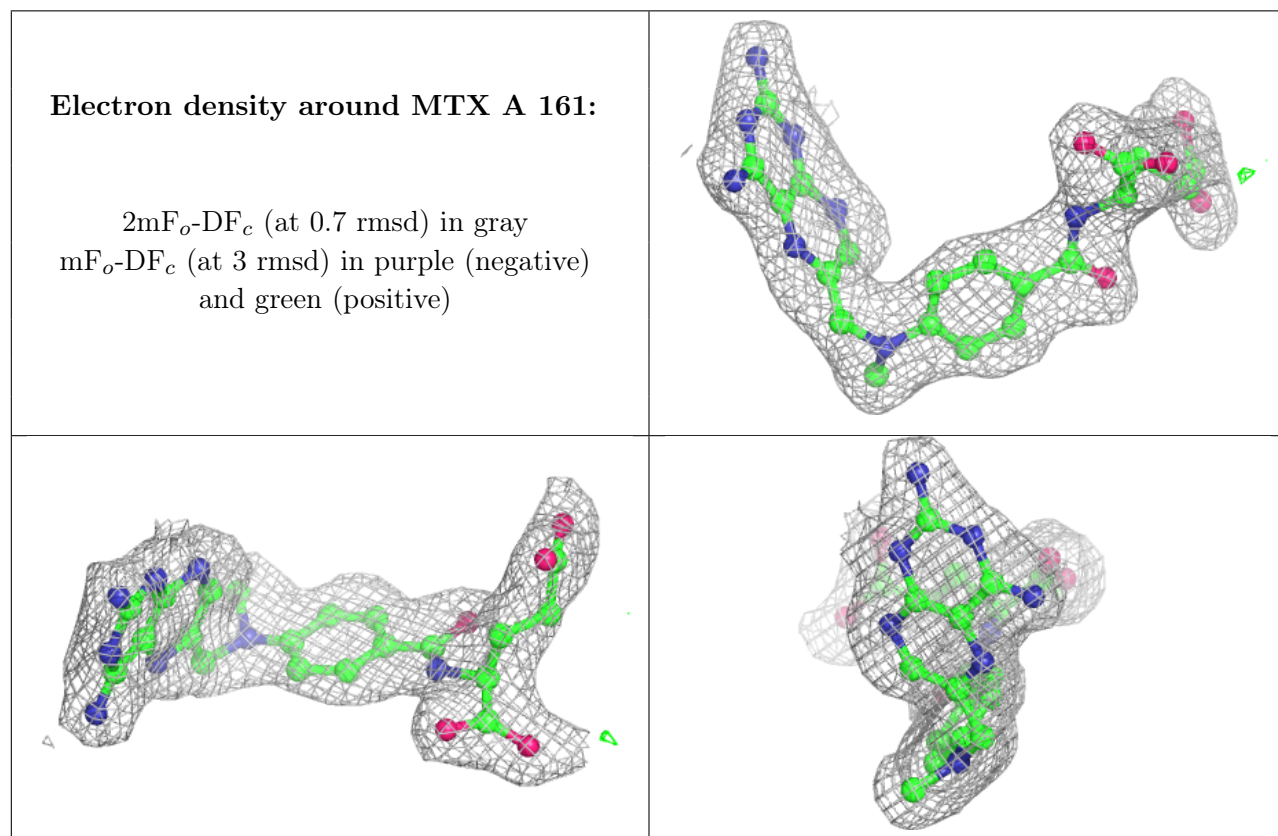 Electron density around MTX A 161:
2mFₒ-DF𝒸 (at 0.7 rmsd) in gray
mFₒ-DF𝒸 (at 3 rmsd) in purple (negative)
and green (positive)